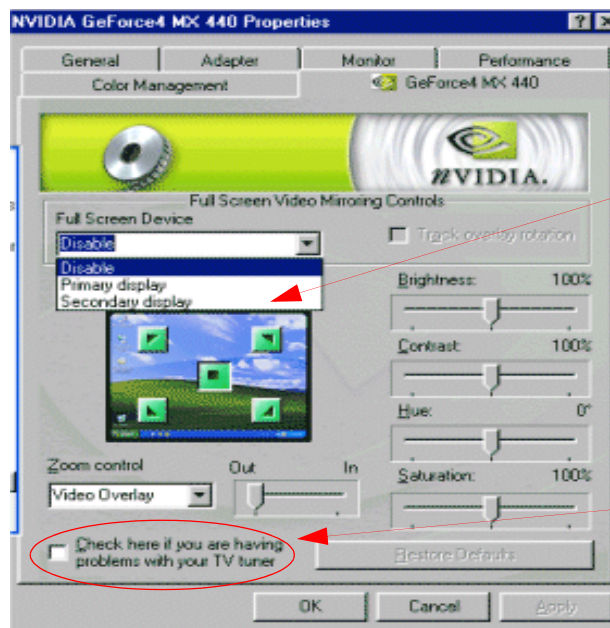 NVIDIA GeForce4 MX 440 Properties
General Adapter Monitor Performance
Color Management GeForce4 MX 440
NVIDIA.
Full Screen Video Mirroring Controls
Full Screen Device
Disable
Track overlay rotation
Disable
Primary display
Secondary display
Brightness: 100%
Contrast: 100%
Hue: 0°
Saturation: 100%
Zoom control Out In
Video Overlay
Check here if you are having
problems with your TV tuner
Restore Defaults
OK Cancel Apply